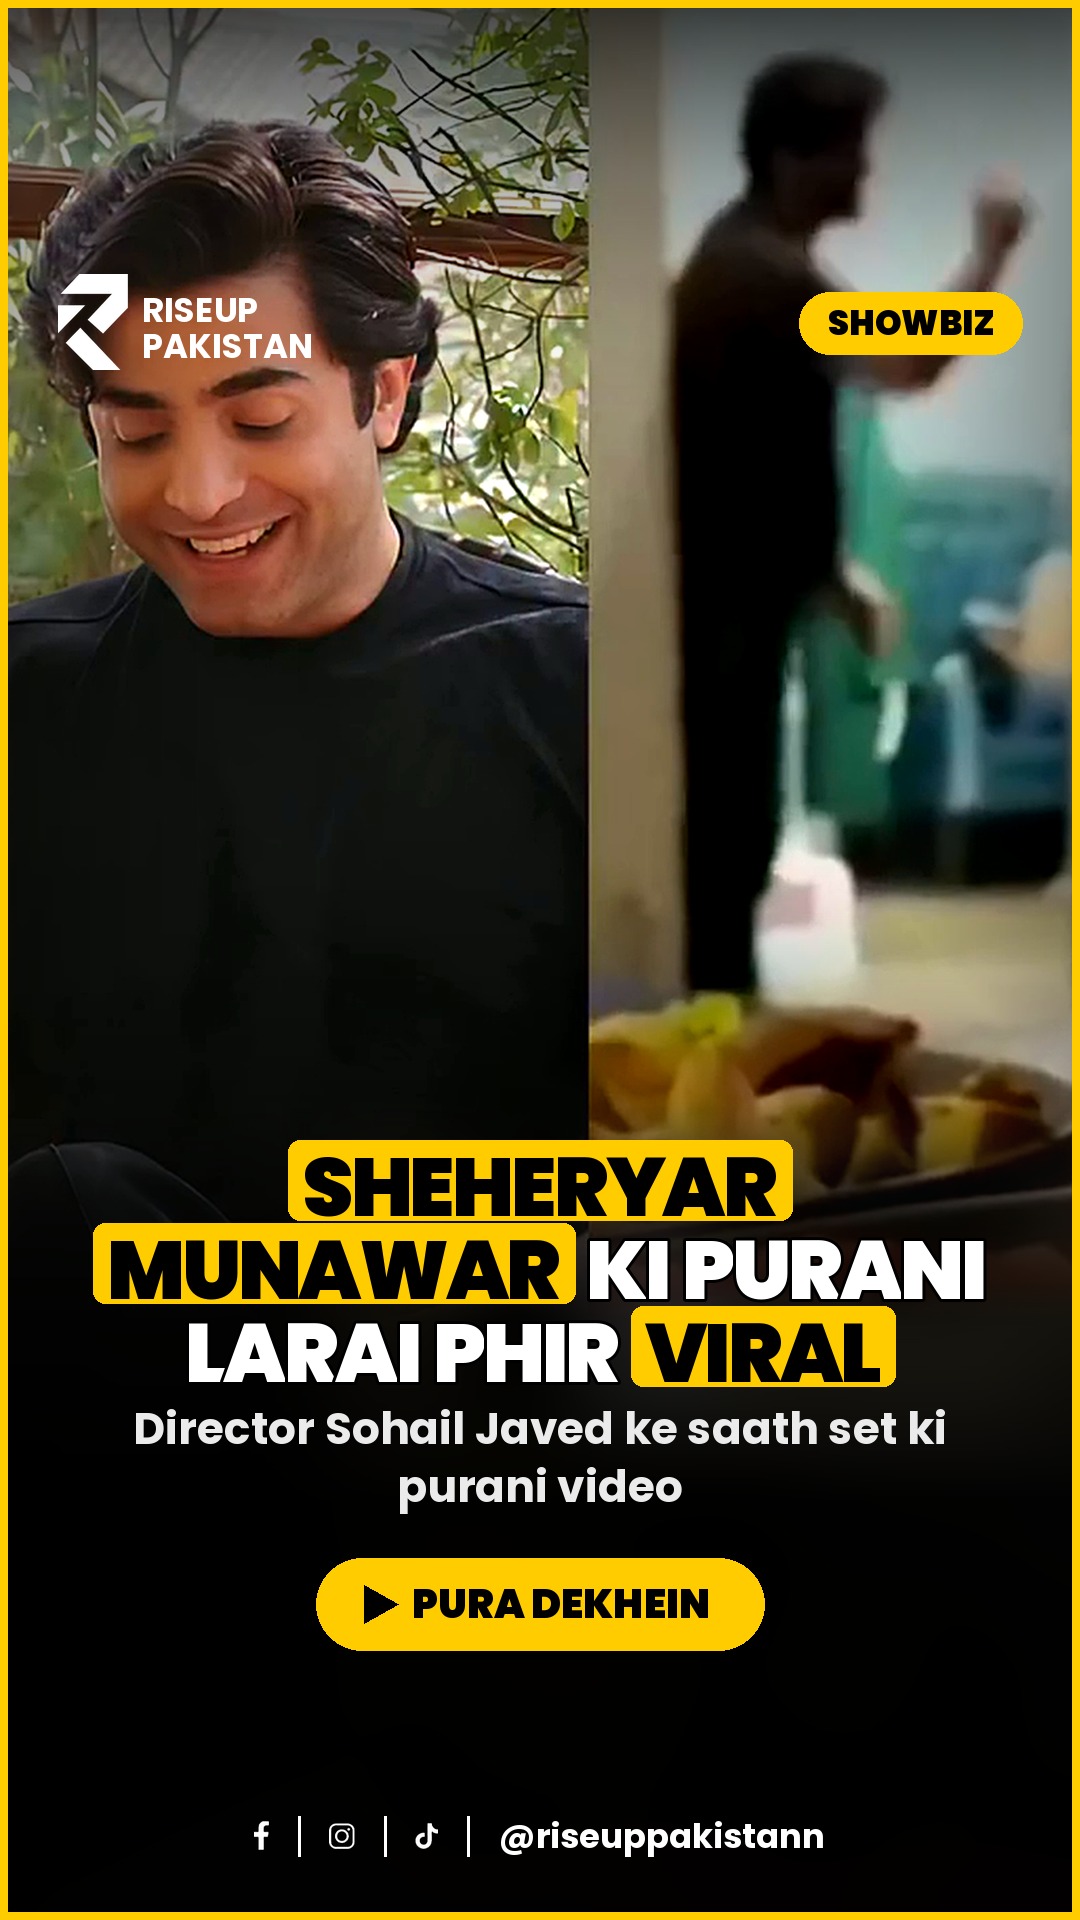 RISEUP
PAKISTAN
SHOWBIZ
SHEHERYAR
MUNAWAR KI PURANI
LARAI PHIR VIRAL
Director Sohail Javed ke saath set ki
purani video
PURA DEKHEIN
@riseuppakistann